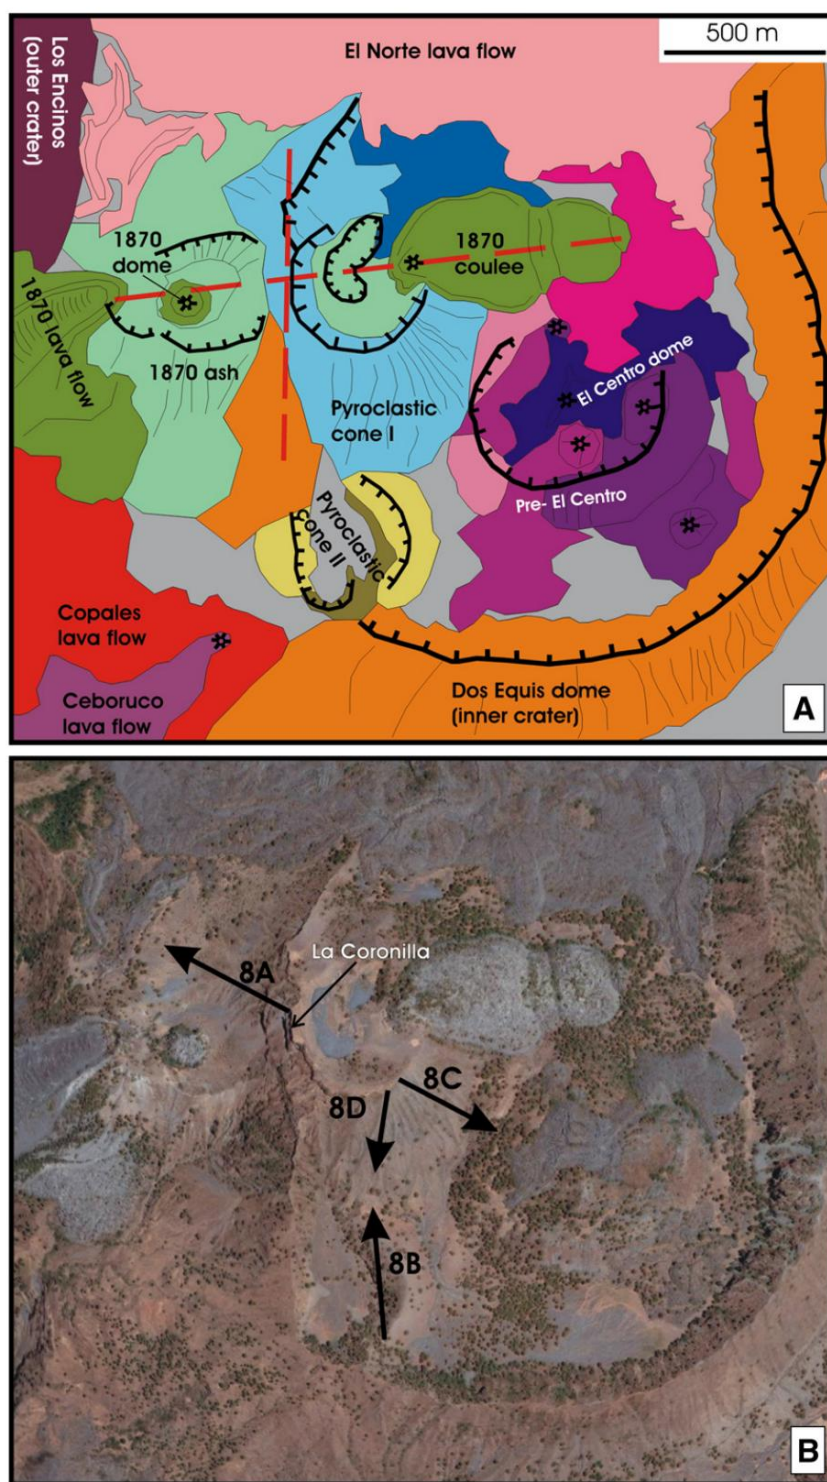 Los Encinos
(outer crater)
El Norte lava flow
500 m
1870
dome
1870
coulee
1870 lava flow
1870 ash
El Centro dome
Pyroclastic
cone I
Pre- El Centro
Pyroclastic
cone II
Copales
lava flow
Ceboruco
lava flow
Dos Equis dome
(inner crater)
A
La Coronilla
8A
8C
8D
8B
B